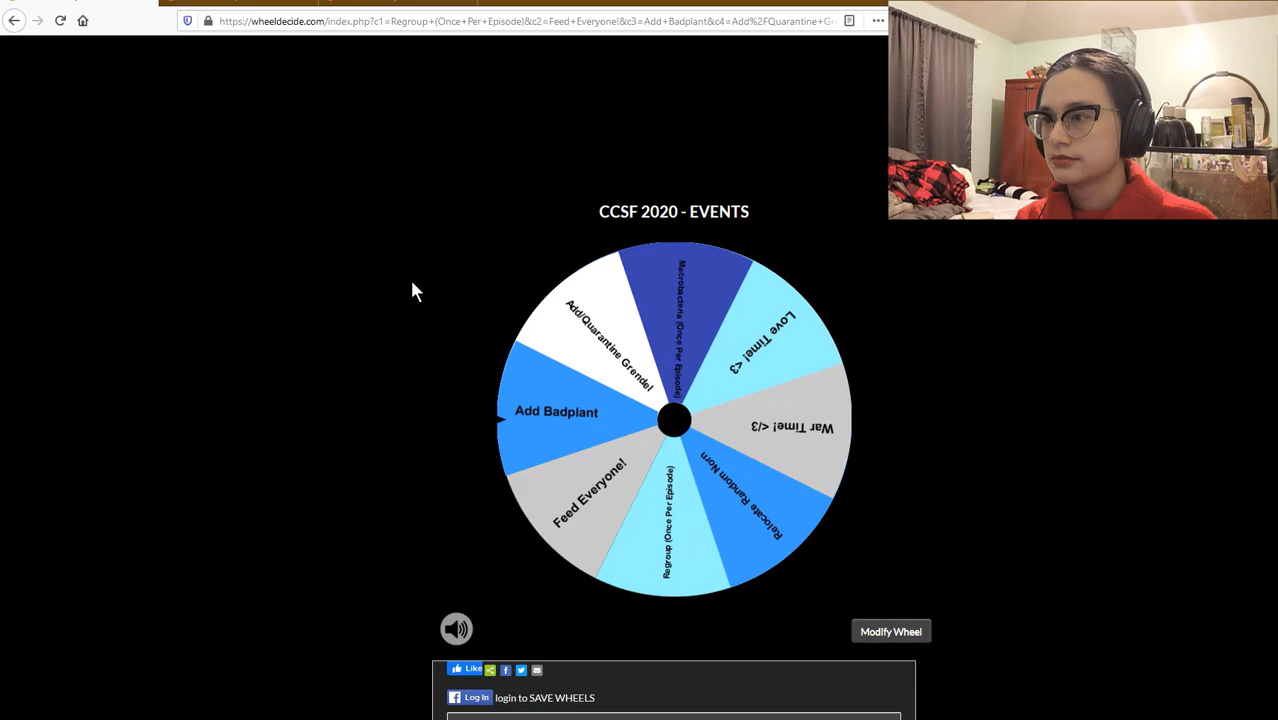 https://wheeldecide.com/index.php?c1=Regroup+(Once+Per+Episode)&c2=Feed+Everyone!&c3=Add+Badplant&c4=Add%2FQuarantine+Gr
CCSF 2020 - EVENTS
Macrobacteria (Once Per Episode)
Love Time! <3
War Time! </3
Relocate Random Norn
Regroup (Once Per Episode)
Feed Everyone!
Add Badplant
Add/Quarantine Grendel
Modify Wheel
Like
Log In login to SAVE WHEELS